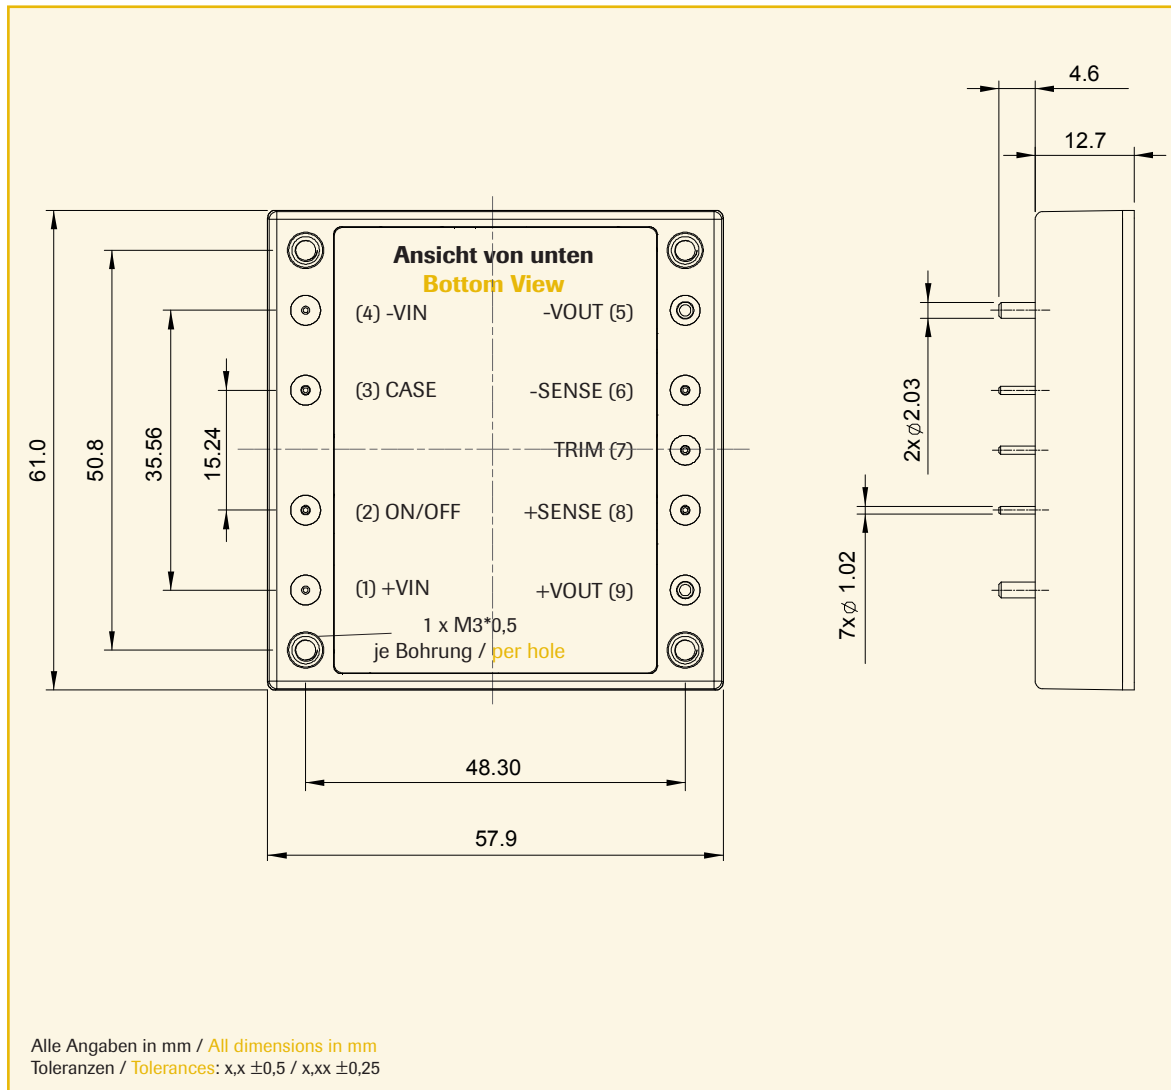 4.6
12.7
Ansicht von unten
Bottom View
(4) -VIN
-VOUT (5)
(3) CASE
-SENSE (6)
TRIM (7)
(2) ON/OFF
+SENSE (8)
(1) +VIN
+VOUT (9)
1 x M3*0,5
je Bohrung / per hole
61.0
50.8
35.56
15.24
2x ⌀2.03
7x⌀ 1.02
48.30
57.9
Alle Angaben in mm / All dimensions in mm
Toleranzen / Tolerances: x,x ±0,5 / x,xx ±0,25